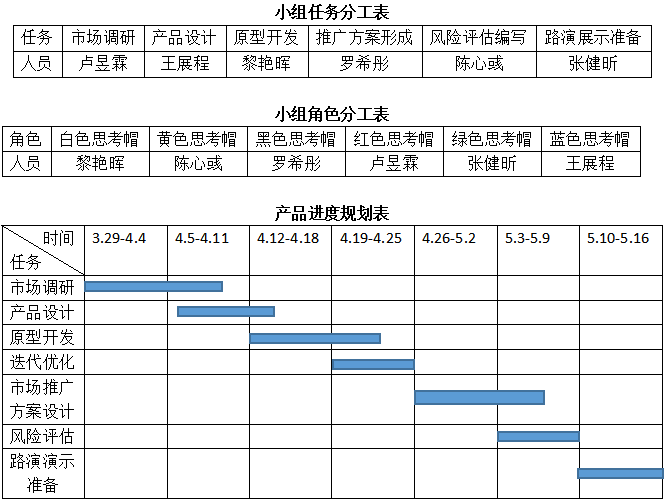 小组任务分工表
任务 市场调研 产品设计 原型开发 推广方案形成 风险评估编写 路演展示准备
人员 卢昱霖 王展程 黎艳晖 罗希彤 陈心彧 张健昕
小组角色分工表
角色 白色思考帽 黄色思考帽 黑色思考帽 红色思考帽 绿色思考帽 蓝色思考帽
人员 黎艳晖 陈心彧 罗希彤 卢昱霖 张健昕 王展程
产品进度规划表
时间 3.29-4.4 4.5-4.11 4.12-4.18 4.19-4.25 4.26-5.2 5.3-5.9 5.10-5.16
任务
市场调研
产品设计
原型开发
迭代优化
市场推广
方案设计
风险评估
路演演示
准备